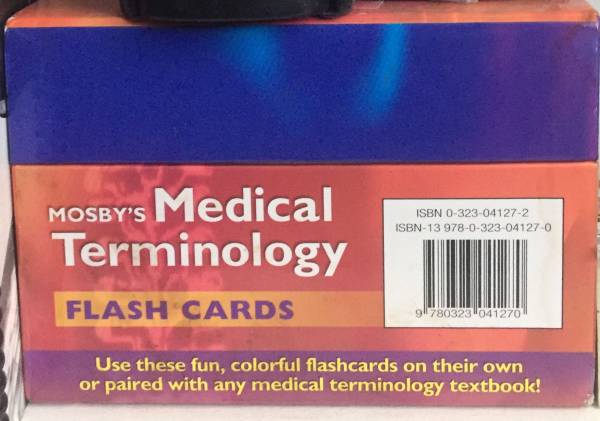 MOSBY'S Medical
Terminology
FLASH CARDS
ISBN 0-323-04127-2
ISBN-13 978-0-323-04127-0
9 780323 041270
Use these fun, colorful flashcards on their own
or paired with any medical terminology textbook!